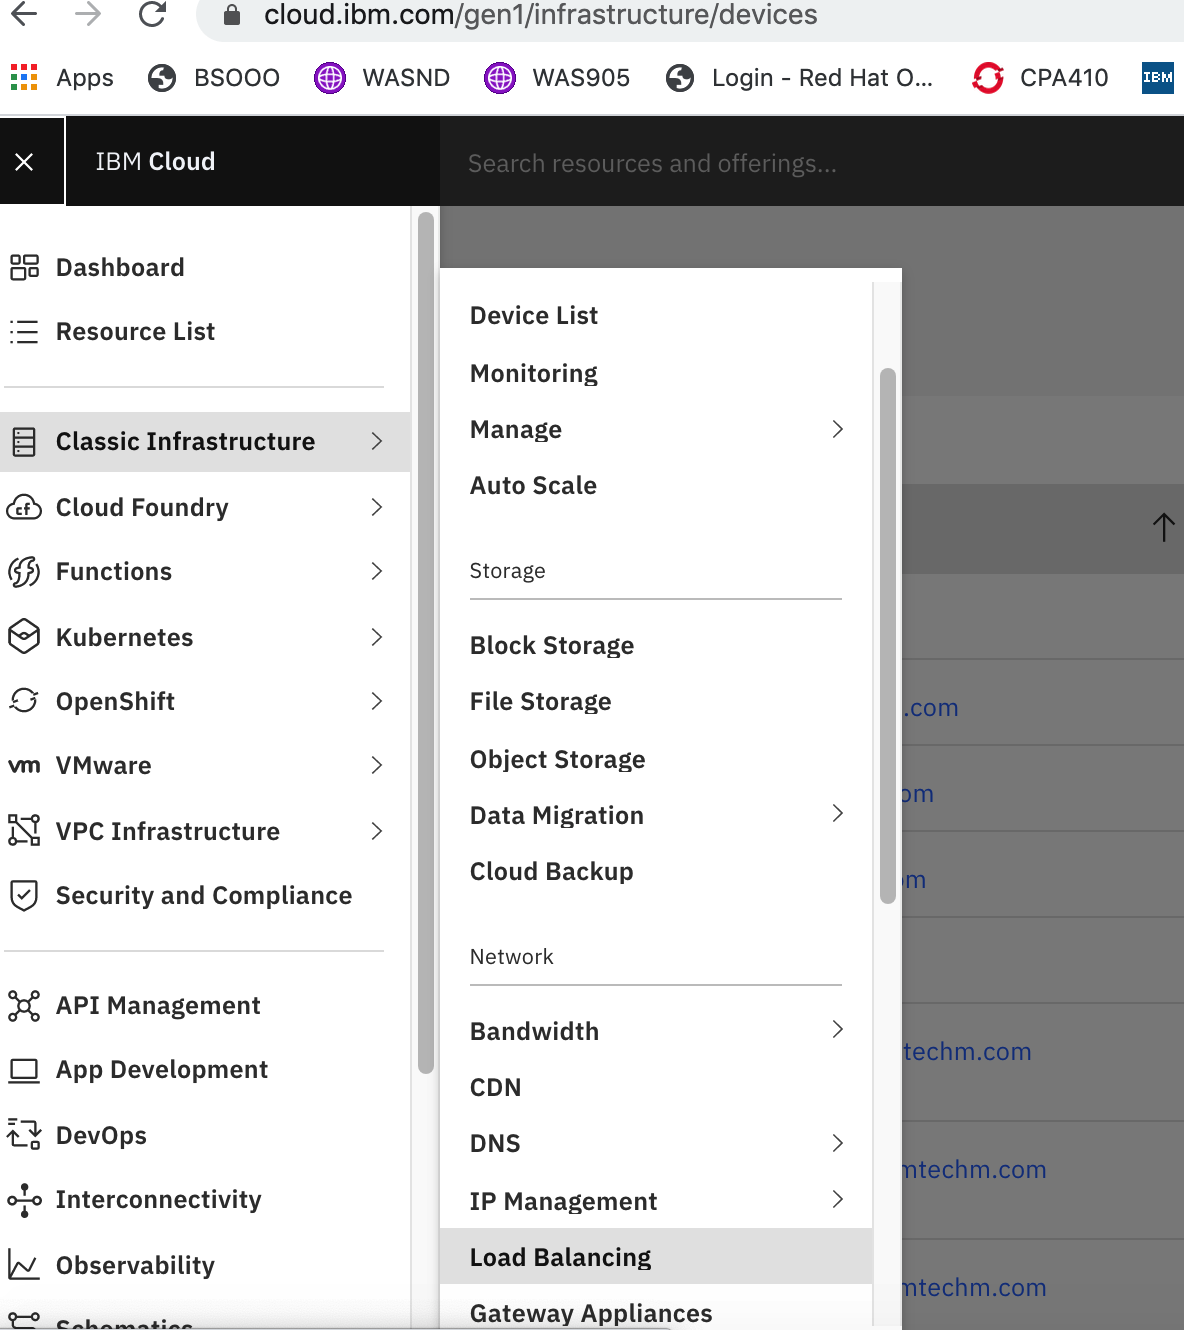 cloud.ibm.com/gen1/infrastructure/devices
Apps BSOOO WASND WAS905 Login - Red Hat O... CPA410 IBM
IBM Cloud
Search resources and offerings...
Dashboard
Resource List
Classic Infrastructure
cf Cloud Foundry
Functions
Kubernetes
OpenShift
vm VMware
VPC Infrastructure
Security and Compliance
API Management
App Development
DevOps
Interconnectivity
Observability
Schematics
Device List
Monitoring
Manage
Auto Scale
Storage
Block Storage
File Storage
Object Storage
Data Migration
Cloud Backup
Network
Bandwidth
CDN
DNS
IP Management
Load Balancing
Gateway Appliances
.com
om
m
techm.com
mtechm.com
mtechm.com